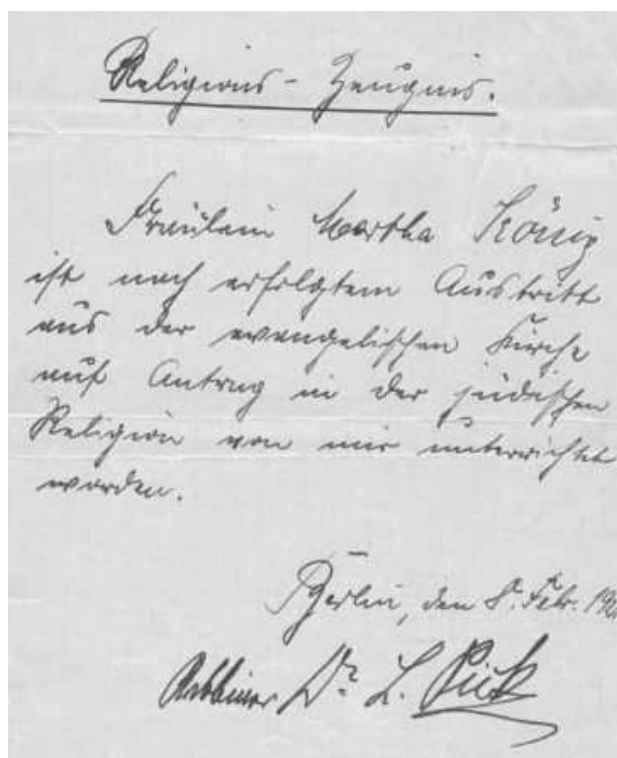 Religions-Zeugnis.
Fräulein Martha König
ist nach erfolgtem Austritt
aus der evangelischen Kirche
auf Antrag in der jüdischen
Religion von mir unterrichtet
worden.
Berlin, den 8. Febr.
Rabbiner Dr. L. Pick